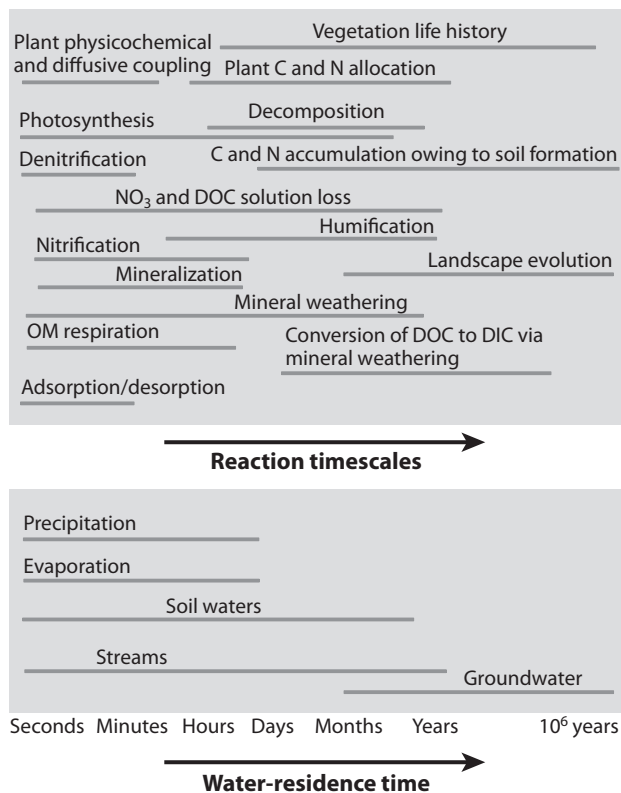 Vegetation life history
Plant physicochemical
and diffusive coupling
Plant C and N allocation
Decomposition
Photosynthesis
Denitrification
C and N accumulation owing to soil formation
NO₃ and DOC solution loss
Humification
Nitrification
Landscape evolution
Mineralization
Mineral weathering
OM respiration
Conversion of DOC to DIC via
mineral weathering
Adsorption/desorption
Reaction timescales
Precipitation
Evaporation
Soil waters
Streams
Groundwater
Seconds Minutes Hours Days Months Years 10⁶ years
Water-residence time